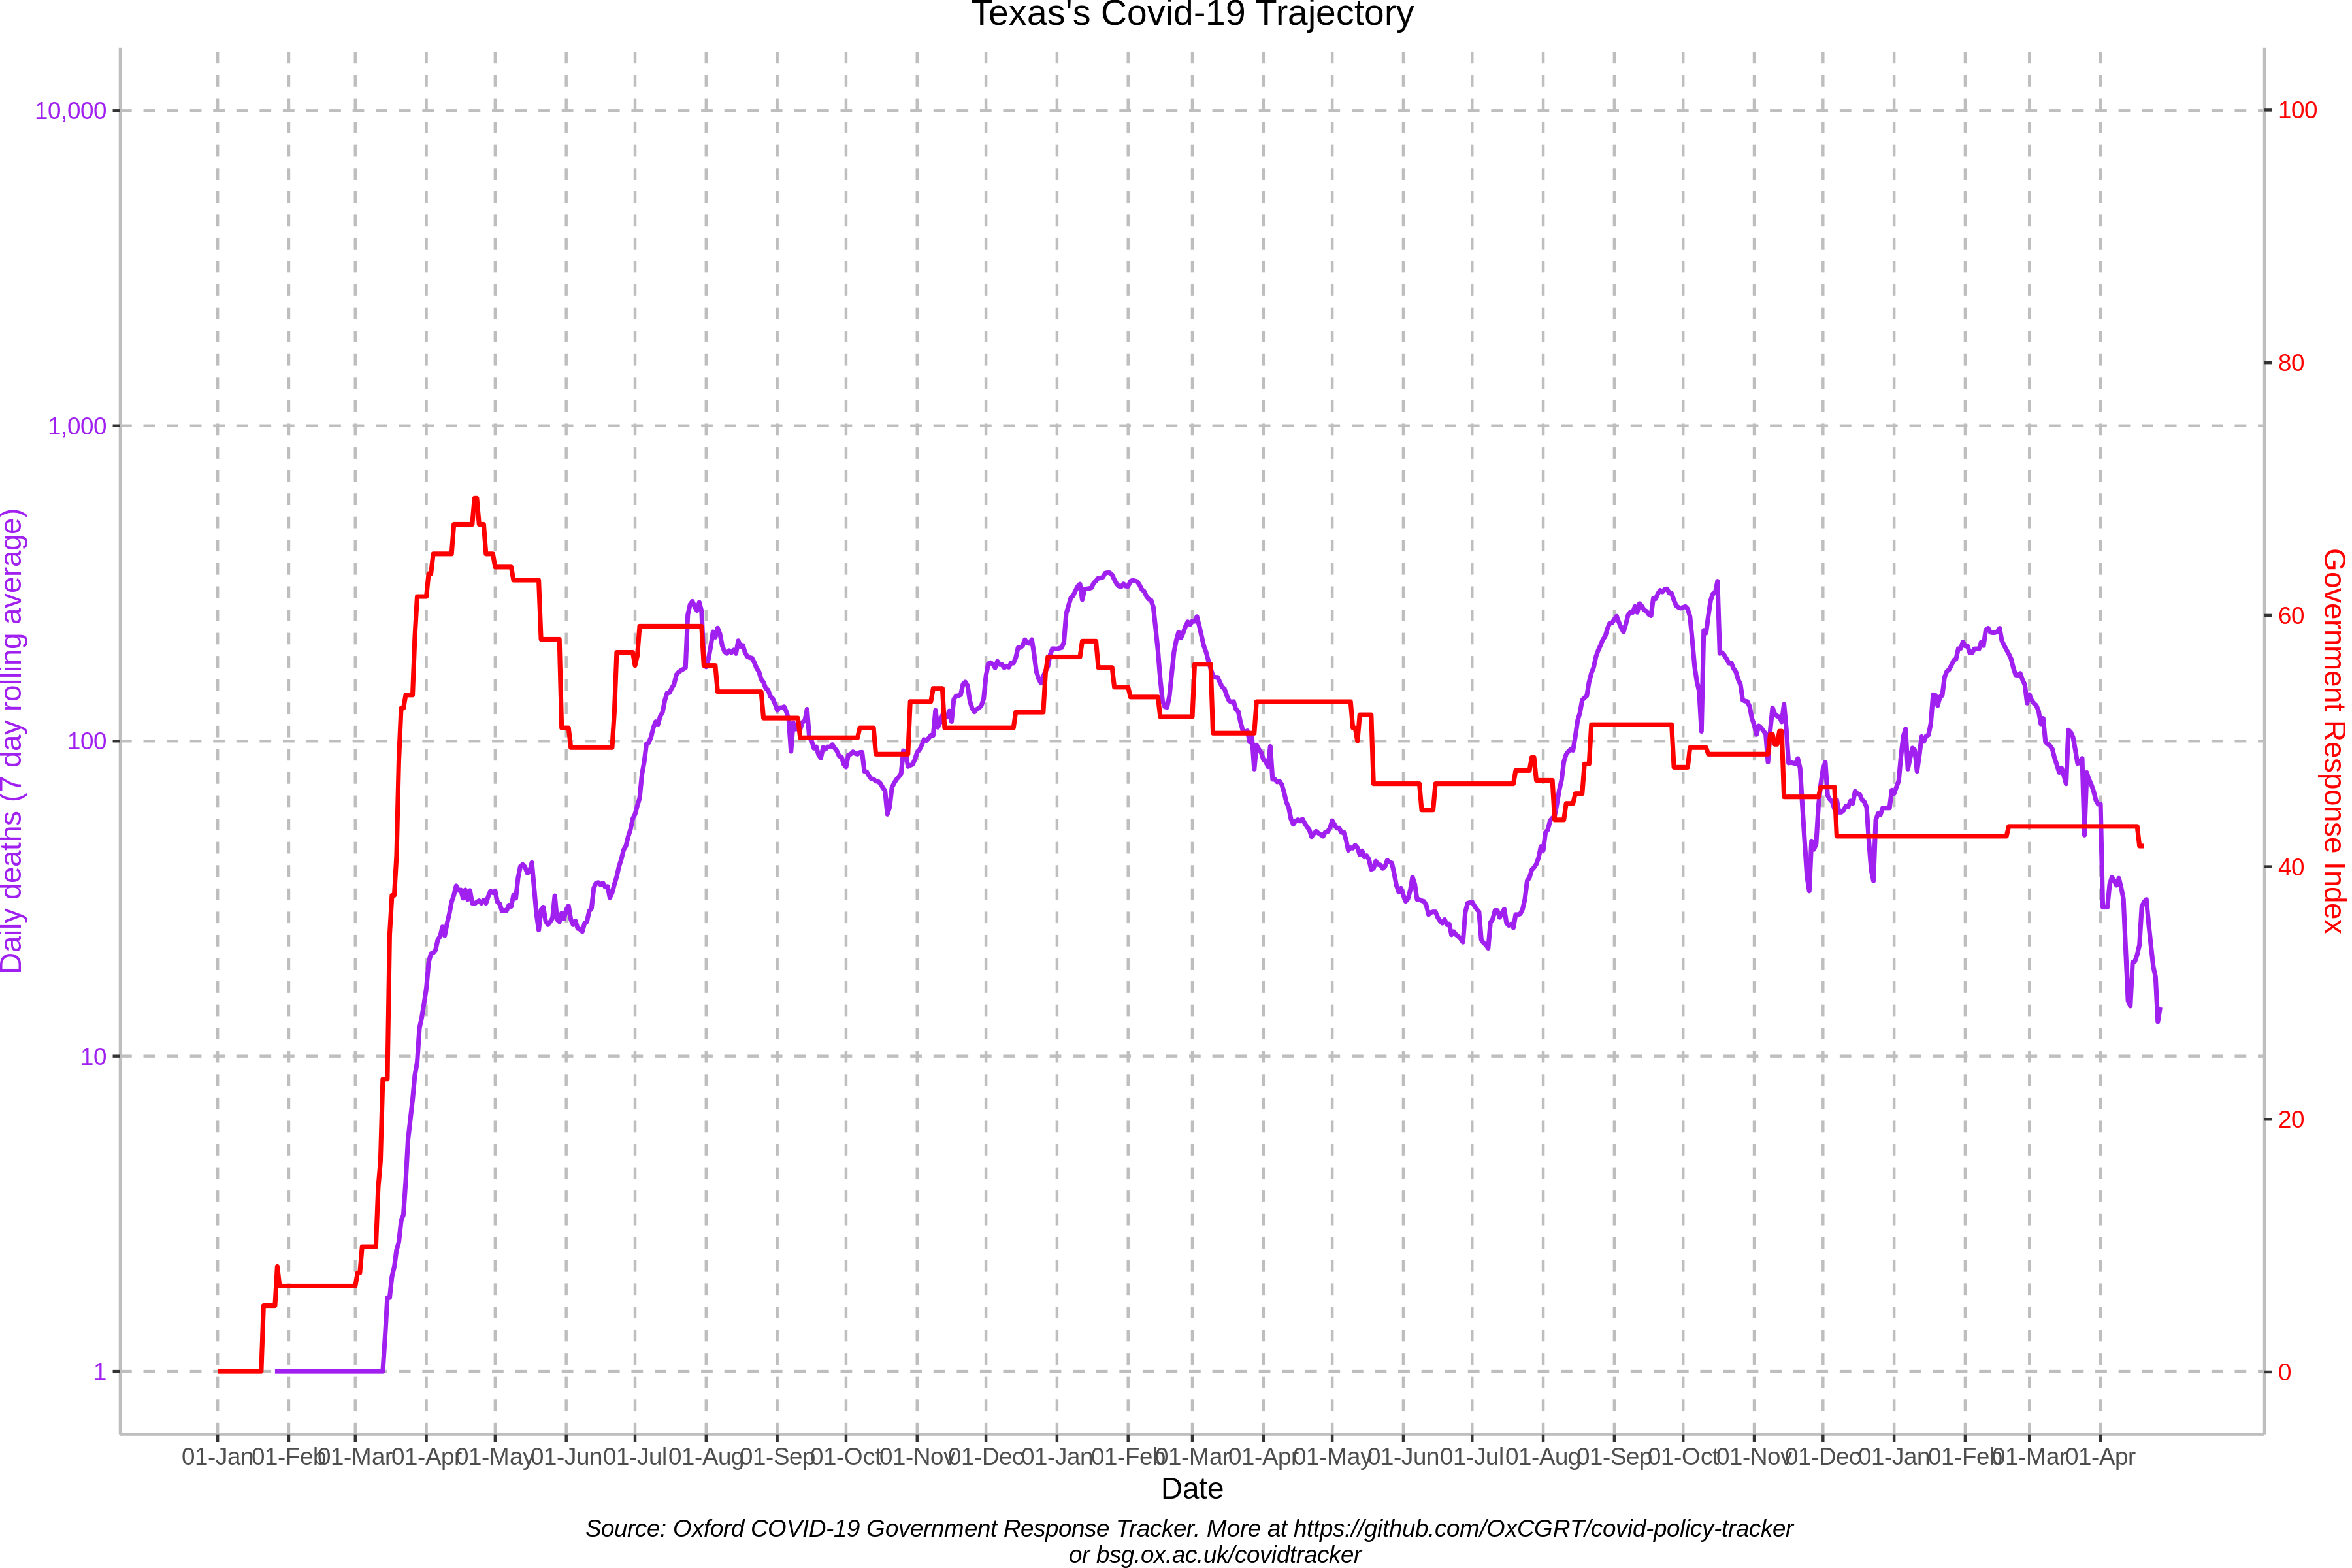 Texas's Covid-19 Trajectory
10,000
1,000
100
10
1
Daily deaths (7 day rolling average)
100
80
60
40
20
0
Government Response Index
01-Jan 01-Feb 01-Mar 01-Apr 01-May 01-Jun 01-Jul 01-Aug 01-Sep 01-Oct 01-Nov 01-Dec 01-Jan 01-Feb 01-Mar 01-Apr 01-May 01-Jun 01-Jul 01-Aug 01-Sep 01-Oct 01-Nov 01-Dec 01-Jan 01-Feb 01-Mar 01-Apr
Date
Source: Oxford COVID-19 Government Response Tracker. More at https://github.com/OxCGRT/covid-policy-tracker
or bsg.ox.ac.uk/covidtracker